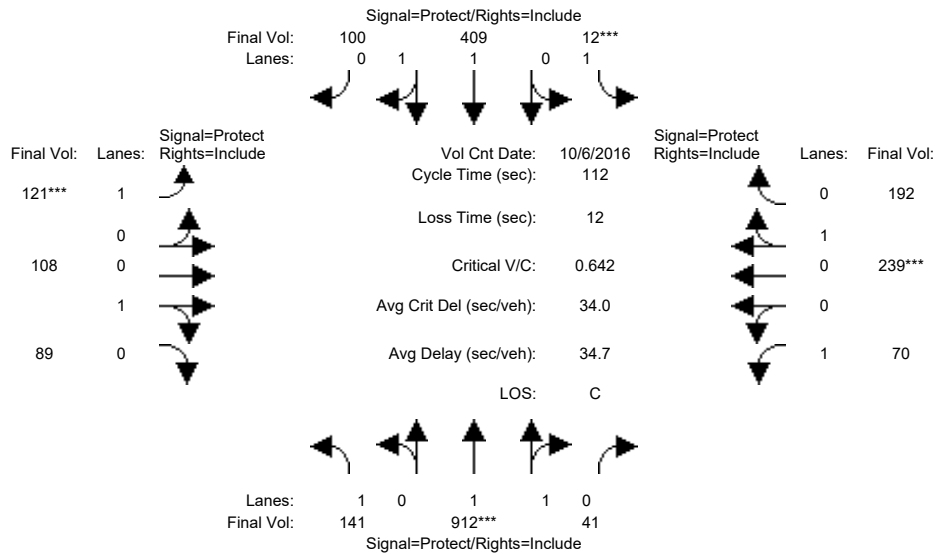 Signal=Protect/Rights=Include
Final Vol: 100 409 12***
Lanes: 0 1 1 0 1
Signal=Protect
Final Vol: Lanes: Rights=Include
Vol Cnt Date: 10/6/2016
Signal=Protect
Rights=Include Lanes: Final Vol:
Cycle Time (sec): 112
121*** 1
0 192
Loss Time (sec): 12
0
1
108 0
Critical V/C: 0.642
0 239***
1
Avg Crit Del (sec/veh): 34.0
0
89 0
Avg Delay (sec/veh): 34.7
1 70
LOS: C
Lanes: 1 0 1 1 0
Final Vol: 141 912*** 41
Signal=Protect/Rights=Include